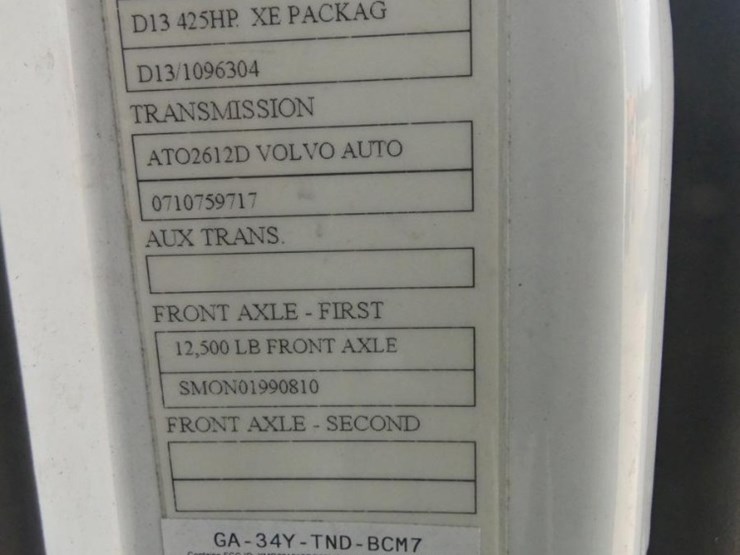 D13 425HP. XE PACKAG
D13/1096304
TRANSMISSION
ATO2612D VOLVO AUTO
0710759717
AUX TRANS.
FRONT AXLE - FIRST
12,500 LB FRONT AXLE
SMON01990810
FRONT AXLE - SECOND
GA-34Y-TND-BCM7